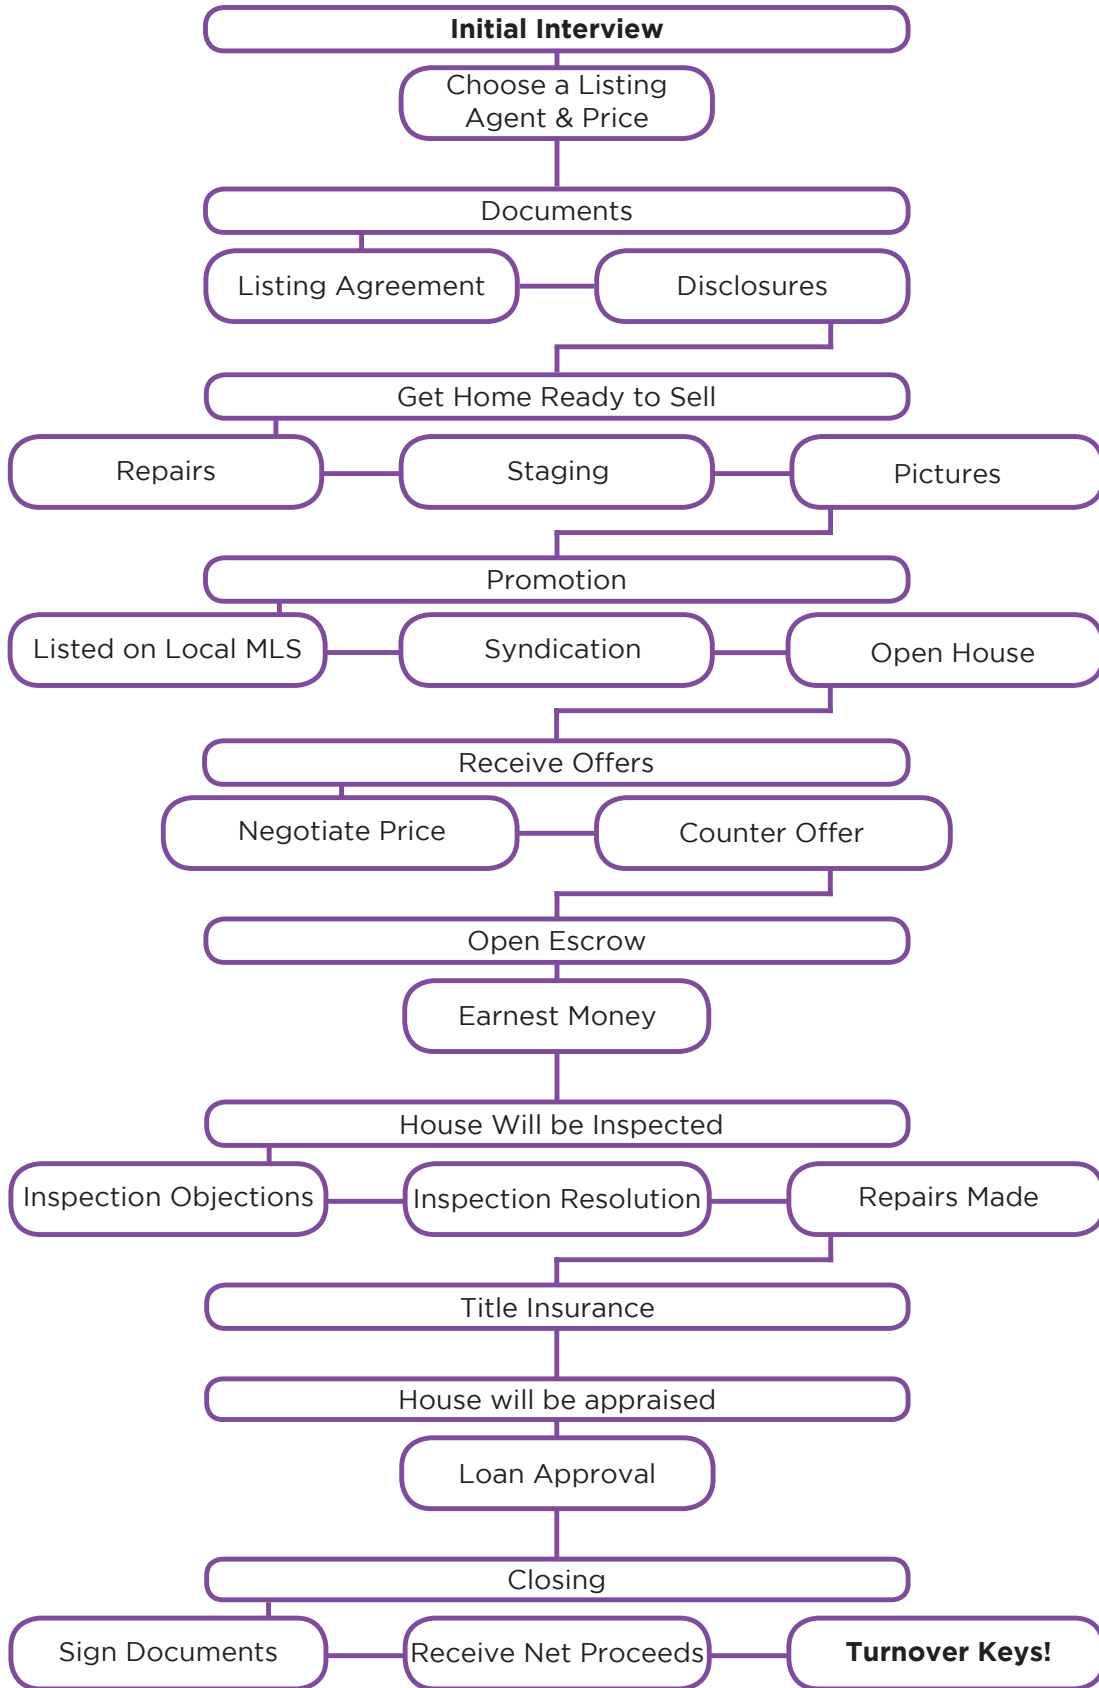 Initial Interview
Choose a Listing
Agent & Price
Documents
Listing Agreement
Disclosures
Get Home Ready to Sell
Repairs
Staging
Pictures
Promotion
Listed on Local MLS
Syndication
Open House
Receive Offers
Negotiate Price
Counter Offer
Open Escrow
Earnest Money
House Will be Inspected
Inspection Objections
Inspection Resolution
Repairs Made
Title Insurance
House will be appraised
Loan Approval
Closing
Sign Documents
Receive Net Proceeds
Turnover Keys!